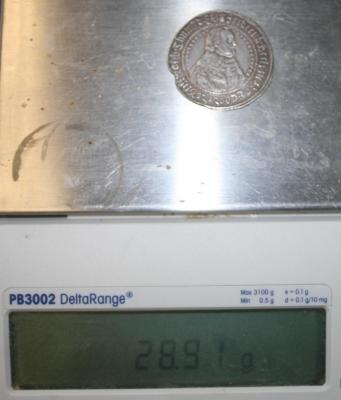 PB3002 DeltaRange®
Max 3100 g e = 0.1 g
Min 0.5 g d = 0.1 g/10 mg
28.91 g